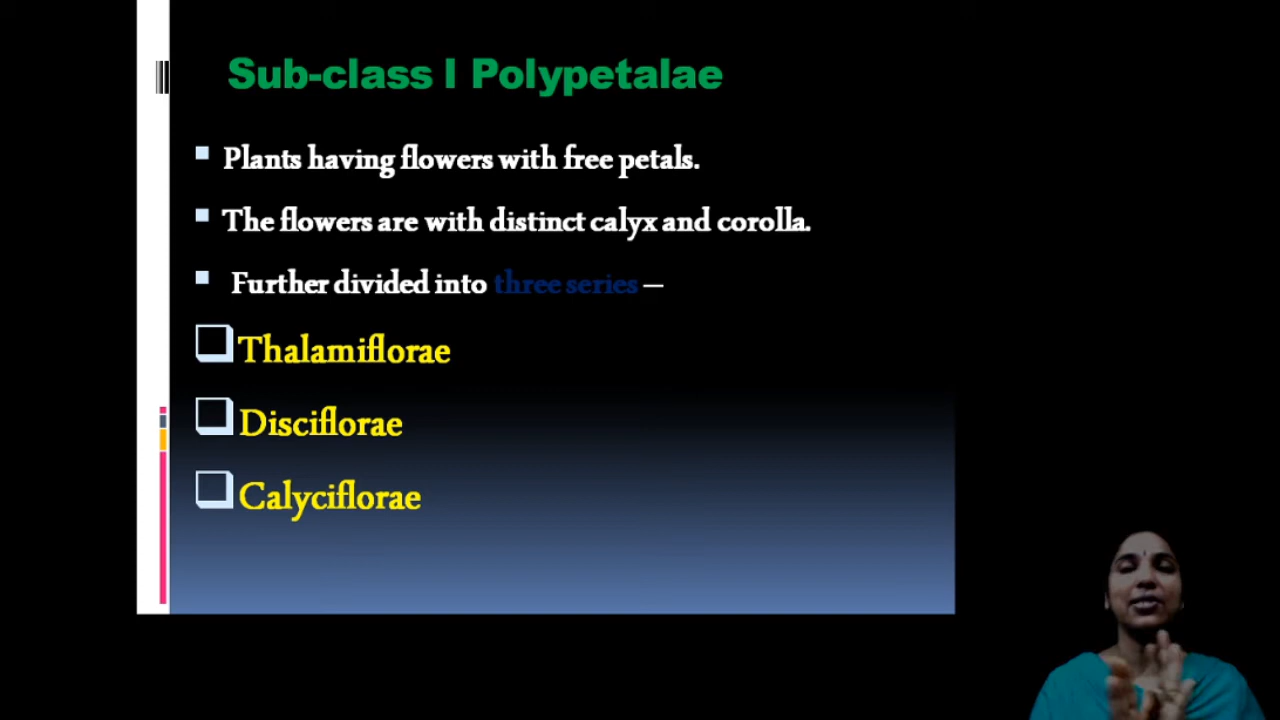 Sub-class I Polypetalae
Plants having flowers with free petals.
The flowers are with distinct calyx and corolla.
Further divided into three series –
Thalamiflorae
Disciflorae
Calyciflorae